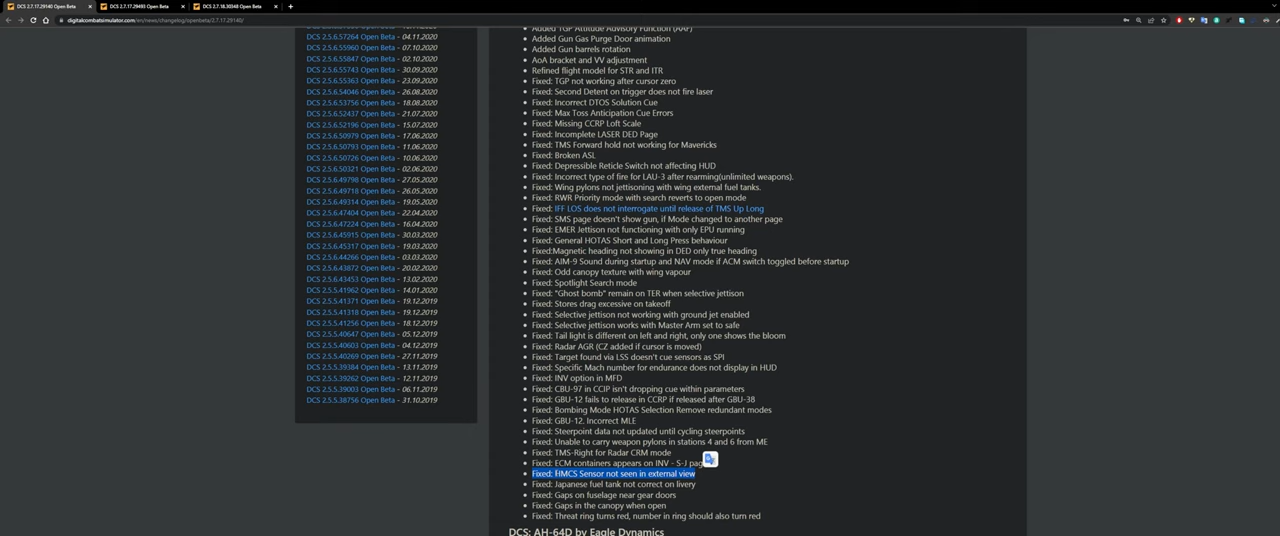 DCS 2.7.17.29140 Open Beta
DCS 2.7.17.29493 Open Beta
DCS 2.7.18.30348 Open Beta
digitalcombatsimulator.com/en/news/changelog/openbeta/2.7.17.29140/
DCS 2.5.6.57264 Open Beta - 04.11.2020
DCS 2.5.6.55960 Open Beta - 07.10.2020
DCS 2.5.6.55847 Open Beta - 02.10.2020
DCS 2.5.6.55743 Open Beta - 30.09.2020
DCS 2.5.6.55363 Open Beta - 23.09.2020
DCS 2.5.6.54046 Open Beta - 26.08.2020
DCS 2.5.6.53756 Open Beta - 18.08.2020
DCS 2.5.6.52437 Open Beta - 21.07.2020
DCS 2.5.6.52196 Open Beta - 15.07.2020
DCS 2.5.6.50979 Open Beta - 17.06.2020
DCS 2.5.6.50793 Open Beta - 11.06.2020
DCS 2.5.6.50726 Open Beta - 10.06.2020
DCS 2.5.6.50321 Open Beta - 02.06.2020
DCS 2.5.6.49798 Open Beta - 27.05.2020
DCS 2.5.6.49718 Open Beta - 26.05.2020
DCS 2.5.6.49314 Open Beta - 19.05.2020
DCS 2.5.6.47404 Open Beta - 22.04.2020
DCS 2.5.6.47224 Open Beta - 16.04.2020
DCS 2.5.6.45915 Open Beta - 30.03.2020
DCS 2.5.6.45317 Open Beta - 19.03.2020
DCS 2.5.6.44266 Open Beta - 03.03.2020
DCS 2.5.6.43872 Open Beta - 20.02.2020
DCS 2.5.6.43453 Open Beta - 13.02.2020
DCS 2.5.5.41962 Open Beta - 14.01.2020
DCS 2.5.5.41371 Open Beta - 19.12.2019
DCS 2.5.5.41318 Open Beta - 18.12.2019
DCS 2.5.5.41256 Open Beta - 18.12.2019
DCS 2.5.5.40647 Open Beta - 05.12.2019
DCS 2.5.5.40603 Open Beta - 04.12.2019
DCS 2.5.5.40269 Open Beta - 27.11.2019
DCS 2.5.5.39384 Open Beta - 13.11.2019
DCS 2.5.5.39262 Open Beta - 12.11.2019
DCS 2.5.5.39003 Open Beta - 06.11.2019
DCS 2.5.5.38756 Open Beta - 31.10.2019
Added TGP Attitude Advisory Function (AAF)
Added Gun Gas Purge Door animation
Added Gun barrels rotation
AoA bracket and VV adjustment
Refined flight model for STR and ITR
Fixed: TGP not working after cursor zero
Fixed: Second Detent on trigger does not fire laser
Fixed: Incorrect DTOS Solution Cue
Fixed: Max Toss Anticipation Cue Errors
Fixed: Missing CCRP Loft Scale
Fixed: Incomplete LASER DED Page
Fixed: TMS Forward hold not working for Mavericks
Fixed: Broken ASL
Fixed: Depressible Reticle Switch not affecting HUD
Fixed: Incorrect type of fire for LAU-3 after rearming(unlimited weapons).
Fixed: Wing pylons not jettisoning with wing external fuel tanks.
Fixed: RWR Priority mode with search reverts to open mode
Fixed: IFF LOS does not interrogate until release of TMS Up Long
Fixed: SMS page doesn't show gun, if Mode changed to another page
Fixed: EMER Jettison not functioning with only EPU running
Fixed: General HOTAS Short and Long Press behaviour
Fixed:Magnetic heading not showing in DED only true heading
Fixed: AIM-9 Sound during startup and NAV mode if ACM switch toggled before startup
Fixed: Odd canopy texture with wing vapour
Fixed: Spotlight Search mode
Fixed: "Ghost bomb" remain on TER when selective jettison
Fixed: Stores drag excessive on takeoff
Fixed: Selective jettison not working with ground jet enabled
Fixed: Selective jettison works with Master Arm set to safe
Fixed: Tail light is different on left and right, only one shows the bloom
Fixed: Radar AGR (CZ added if cursor is moved)
Fixed: Target found via LSS doesn't cue sensors as SPI
Fixed: Specific Mach number for endurance does not display in HUD
Fixed: INV option in MFD
Fixed: CBU-97 in CCIP isn't dropping cue within parameters
Fixed: GBU-12 fails to release in CCRP if released after GBU-38
Fixed: Bombing Mode HOTAS Selection Remove redundant modes
Fixed: GBU-12. Incorrect MLE
Fixed: Steerpoint data not updated until cycling steerpoints
Fixed: Unable to carry weapon pylons in stations 4 and 6 from ME
Fixed: TMS-Right for Radar CRM mode
Fixed: ECM containers appears on INV - S-J pag
Fixed: HMCS Sensor not seen in external view
Fixed: Japanese fuel tank not correct on livery
Fixed: Gaps on fuselage near gear doors
Fixed: Gaps in the canopy when open
Fixed: Threat ring turns red, number in ring should also turn red
DCS: AH-64D by Eagle Dynamics